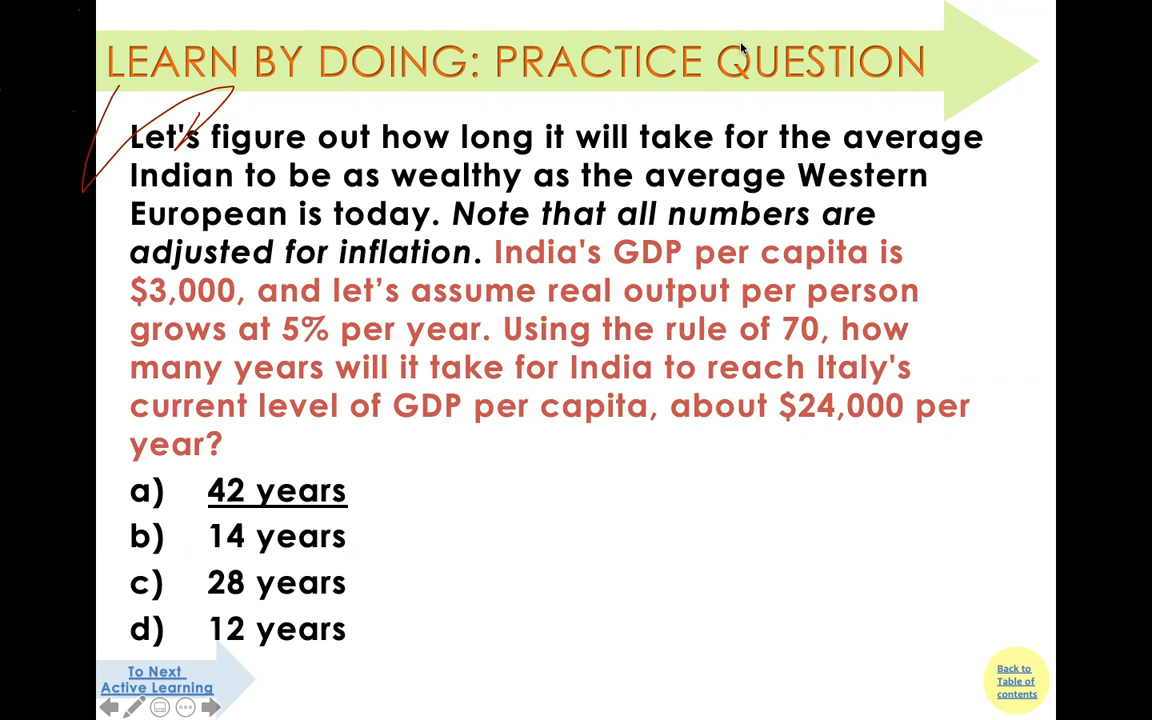 LEARN BY DOING: PRACTICE QUESTION
Let's figure out how long it will take for the average
Indian to be as wealthy as the average Western
European is today. Note that all numbers are
adjusted for inflation. India's GDP per capita is
$3,000, and let’s assume real output per person
grows at 5% per year. Using the rule of 70, how
many years will it take for India to reach Italy's
current level of GDP per capita, about $24,000 per
year?
a) 42 years
b) 14 years
c) 28 years
d) 12 years
To Next
Active Learning
Back to
Table of
contents